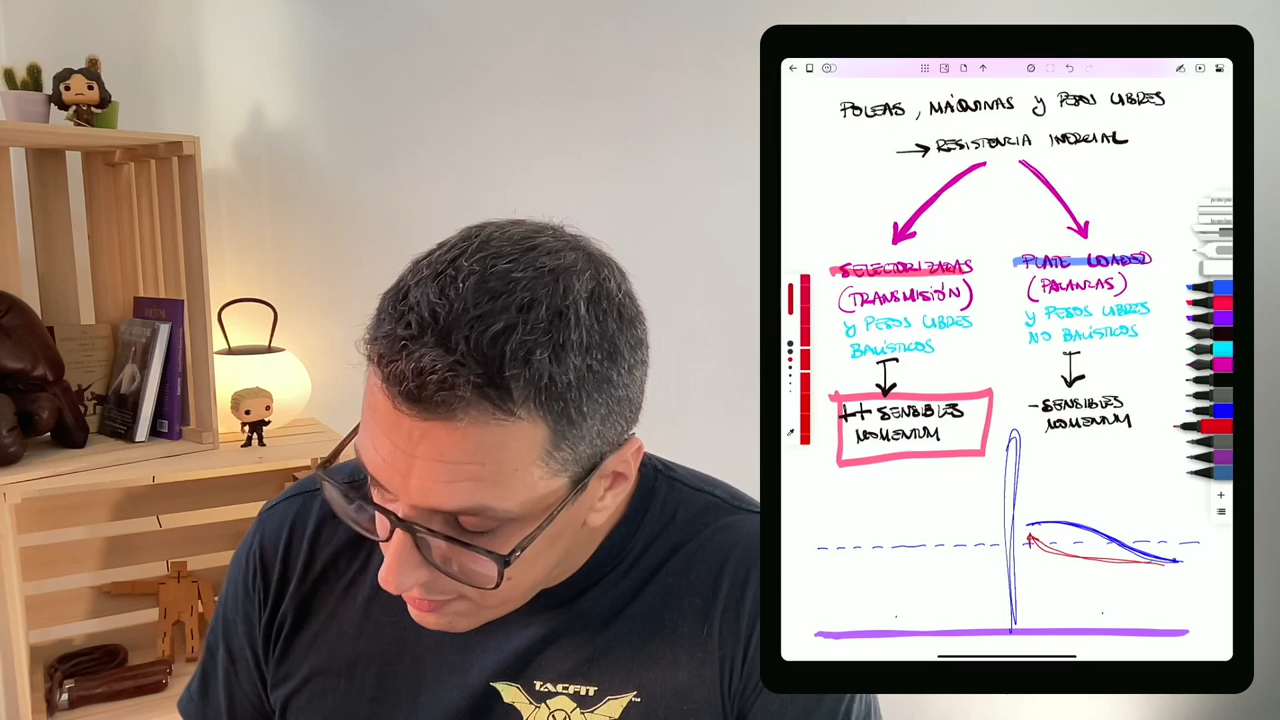 POLEAS, MÁQUINAS y PESOS LIBRES
→ RESISTENCIA INERCIAL
SELECTORIZADAS
(TRANSMISIÓN)
y PESOS LIBRES
BALÍSTICOS
++ SENSIBLES
MOMENTUM
PLATE LOADED
(PALANCAS)
y PESOS LIBRES
NO BALÍSTICOS
- SENSIBLES
MOMENTUM
TACFIT